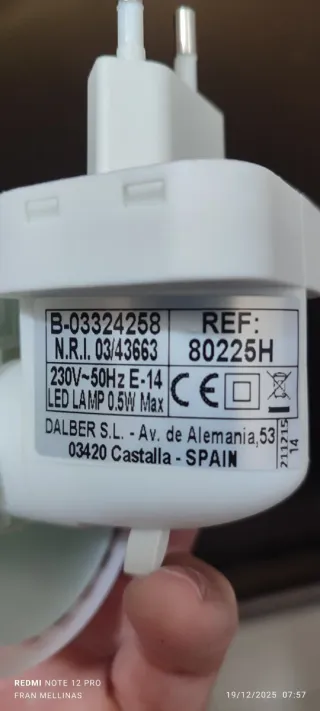 B-03324258
N.R.I. 03/43663
REF:
80225H
230V~50Hz E-14
LED LAMP 0.5W Max
CE
DALBER S.L. - Av. de Alemania,53
03420 Castalla - SPAIN
211215
14
REDMI NOTE 12 PRO
FRAN MELLINAS
19/12/2025 07:57